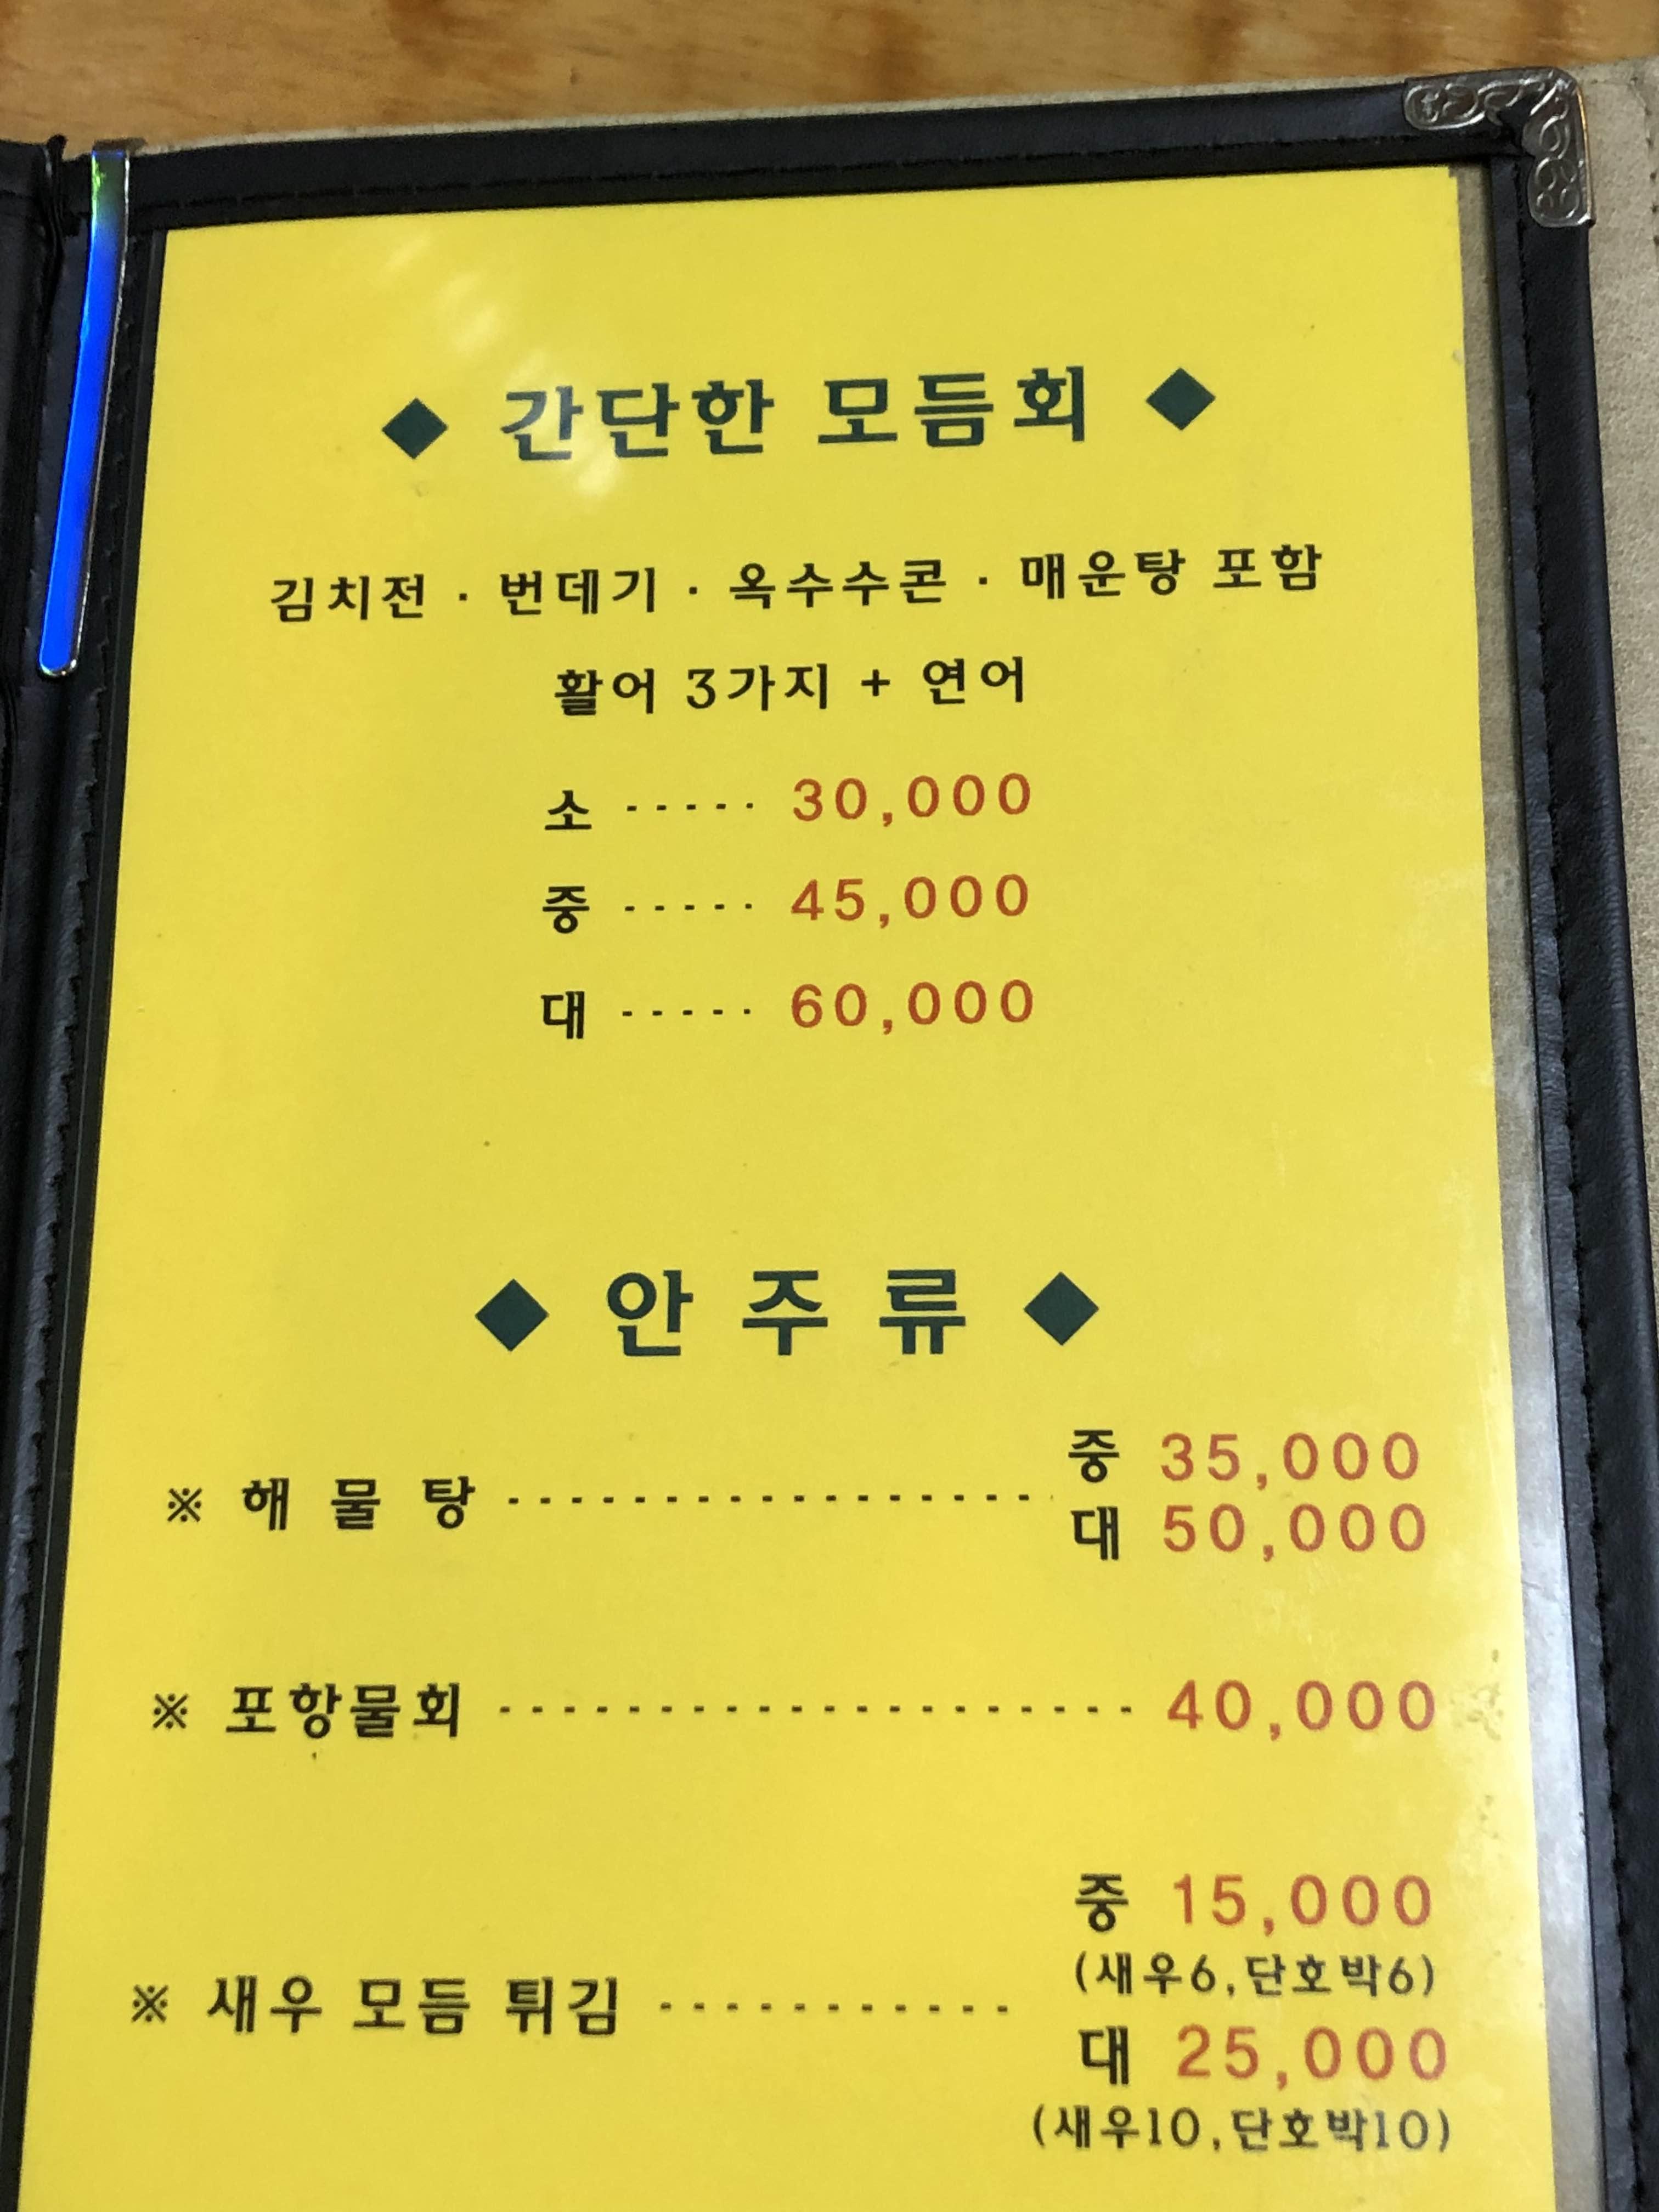 ◆ 간단한 모듬회 ◆
김치전 · 번데기 · 옥수수콘 · 매운탕 포함
활어 3가지 + 연어
소 ----- 30,000
중 ----- 45,000
대 ----- 60,000
◆ 안 주 류 ◆
※ 해 물 탕 ----------------- 중 35,000
대 50,000
※ 포항물회 -------------------- 40,000
중 15,000
(새우6,단호박6)
※ 새우 모듬 튀김 -----------
대 25,000
(새우10,단호박10)